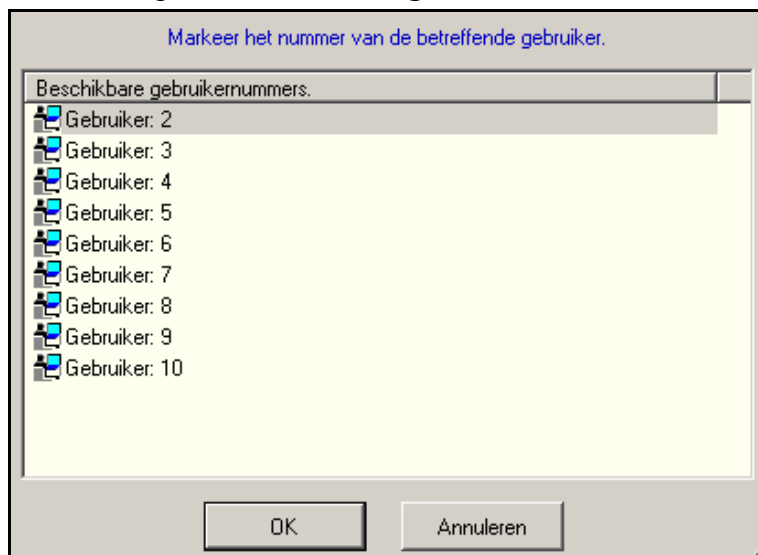 Markeer het nummer van de betreffende gebruiker.
Beschikbare gebruikernummers.
Gebruiker: 2
Gebruiker: 3
Gebruiker: 4
Gebruiker: 5
Gebruiker: 6
Gebruiker: 7
Gebruiker: 8
Gebruiker: 9
Gebruiker: 10
OK
Annuleren